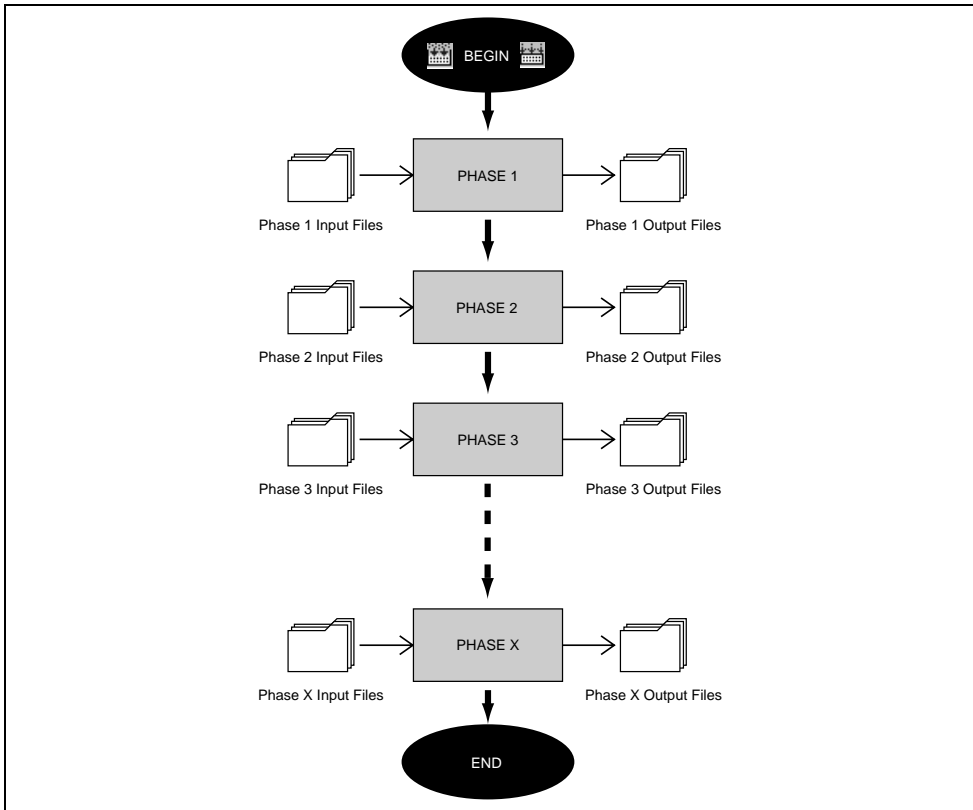 BEGIN
PHASE 1
Phase 1 Input Files
Phase 1 Output Files
PHASE 2
Phase 2 Input Files
Phase 2 Output Files
PHASE 3
Phase 3 Input Files
Phase 3 Output Files
PHASE X
Phase X Input Files
Phase X Output Files
END